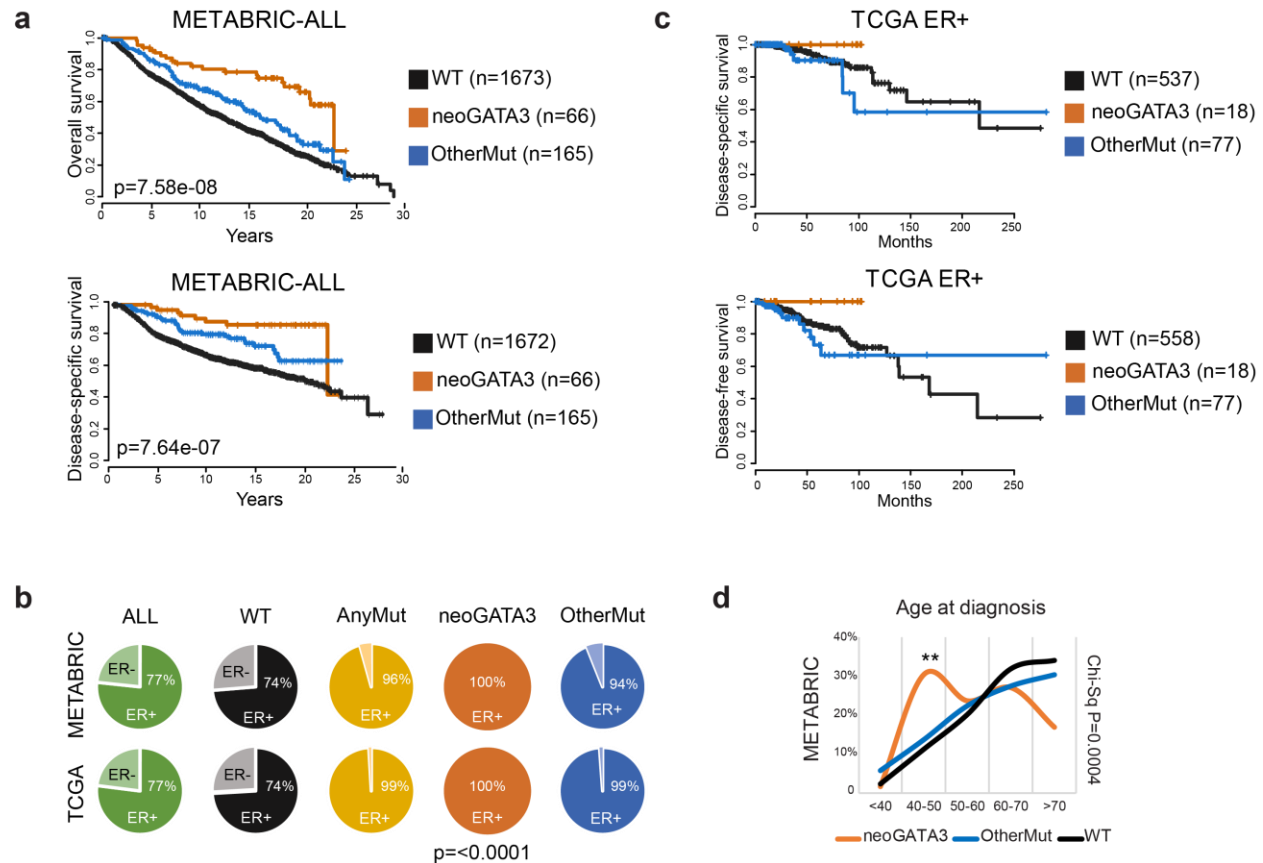 a
METABRIC-ALL
Overall survival
0.0 0.2 0.4 0.6 0.8 1.0
p=7.58e-08
0 5 10 15 20 25 30
Years
WT (n=1673)
neoGATA3 (n=66)
OtherMut (n=165)
METABRIC-ALL
Disease-specific survival
0.0 0.2 0.4 0.6 0.8 1.0
p=7.64e-07
0 5 10 15 20 25 30
Years
WT (n=1672)
neoGATA3 (n=66)
OtherMut (n=165)
c
TCGA ER+
Disease-specific survival
0.0 0.2 0.4 0.6 0.8 1.0
0 50 100 150 200 250
Months
WT (n=537)
neoGATA3 (n=18)
OtherMut (n=77)
TCGA ER+
Disease-free survival
0.0 0.2 0.4 0.6 0.8 1.0
0 50 100 150 200 250
Months
WT (n=558)
neoGATA3 (n=18)
OtherMut (n=77)
b
ALL WT AnyMut neoGATA3 OtherMut
METABRIC
ER- 77% ER+
ER- 74% ER+
96% ER+
100% ER+
94% ER+
TCGA
ER- 77% ER+
ER- 74% ER+
99% ER+
100% ER+
99% ER+
p=<0.0001
d
Age at diagnosis
METABRIC
40%
30%
20%
10%
0
**
Chi-Sq P=0.0004
<40 40-50 50-60 60-70 >70
neoGATA3 OtherMut WT